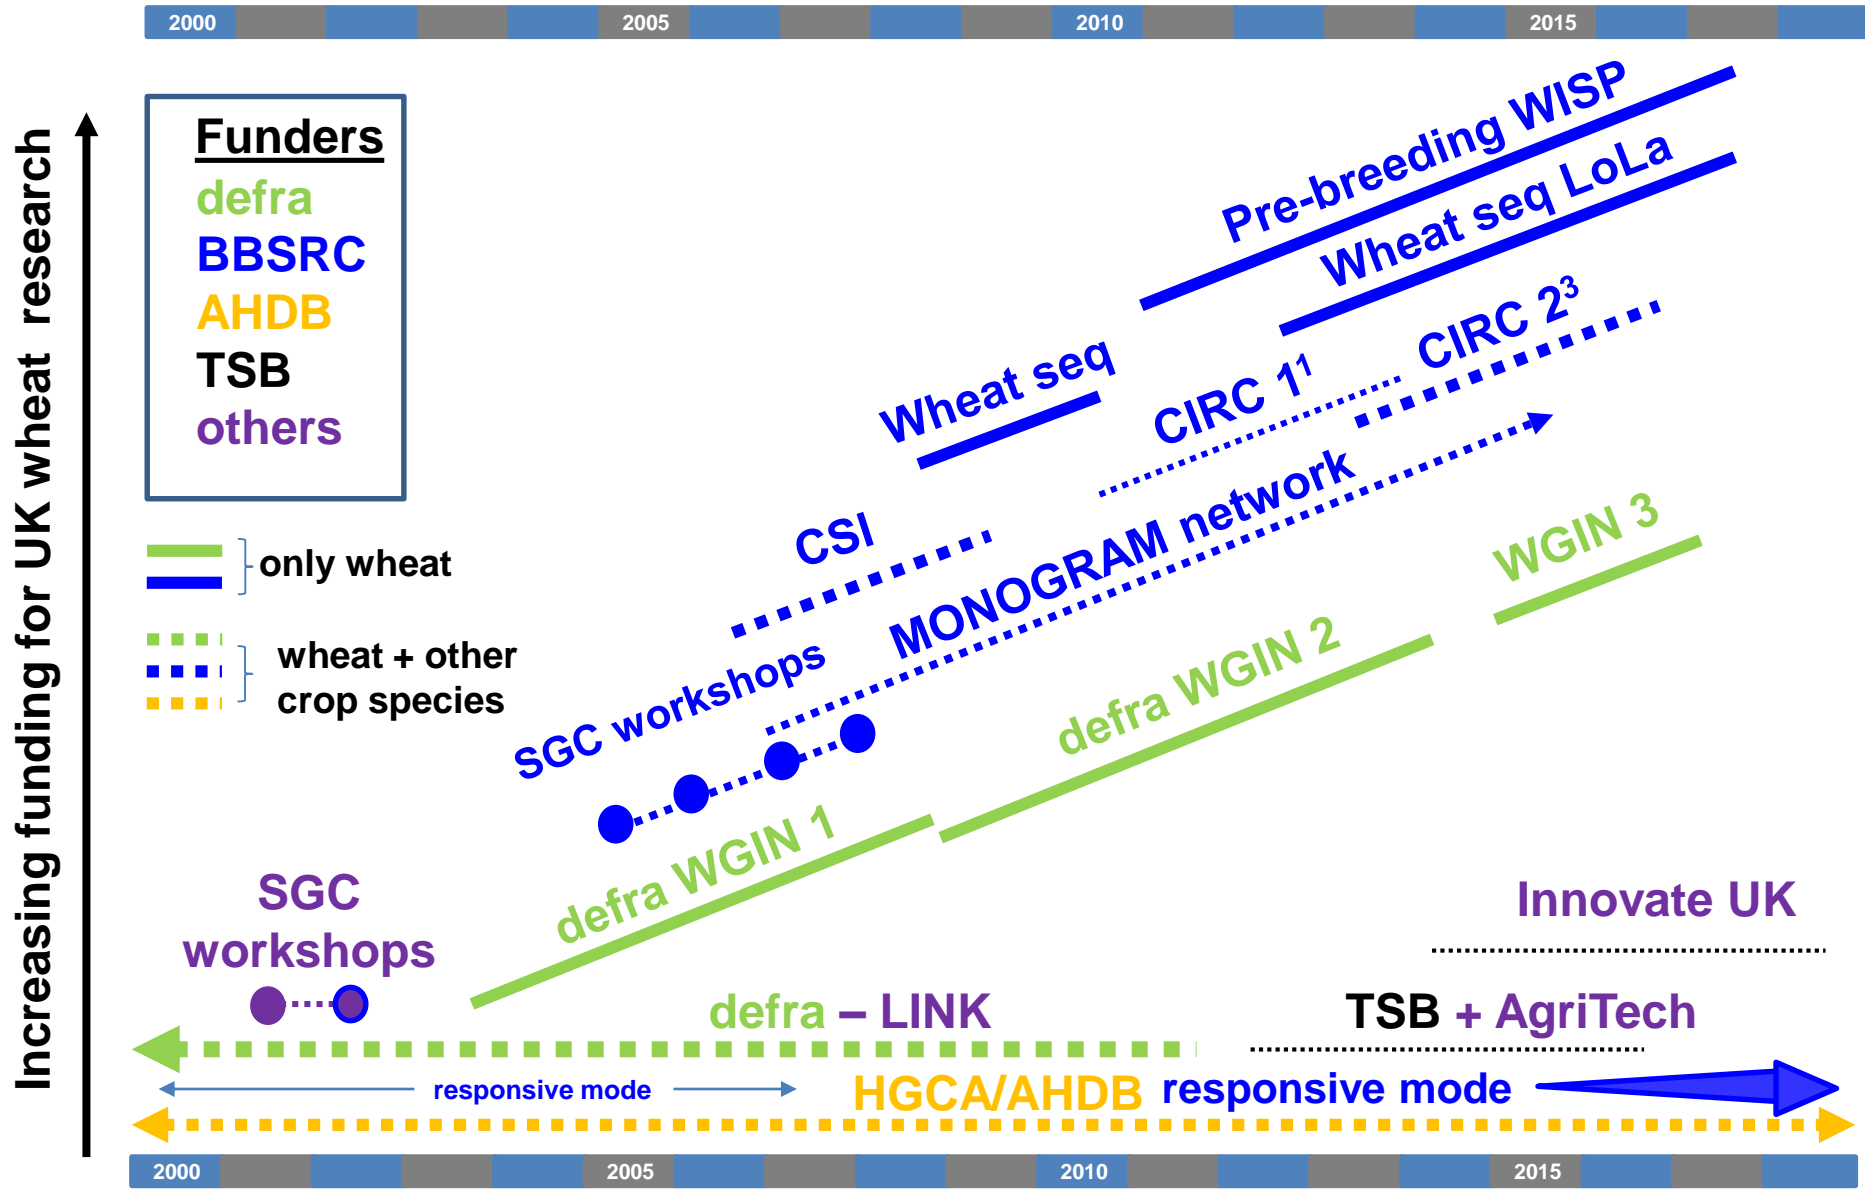 2000 2005 2010 2015
Increasing funding for UK wheat research
Funders
defra
BBSRC
AHDB
TSB
others
only wheat
wheat + other
crop species
Pre-breeding WISP
Wheat seq LoLa
CIRC 2³
Wheat seq
CIRC 1¹
CSI
MONOGRAM network
WGIN 3
SGC workshops
defra WGIN 2
defra WGIN 1
SGC
workshops
Innovate UK
defra – LINK
TSB + AgriTech
responsive mode
HGCA/AHDB responsive mode
2000 2005 2010 2015